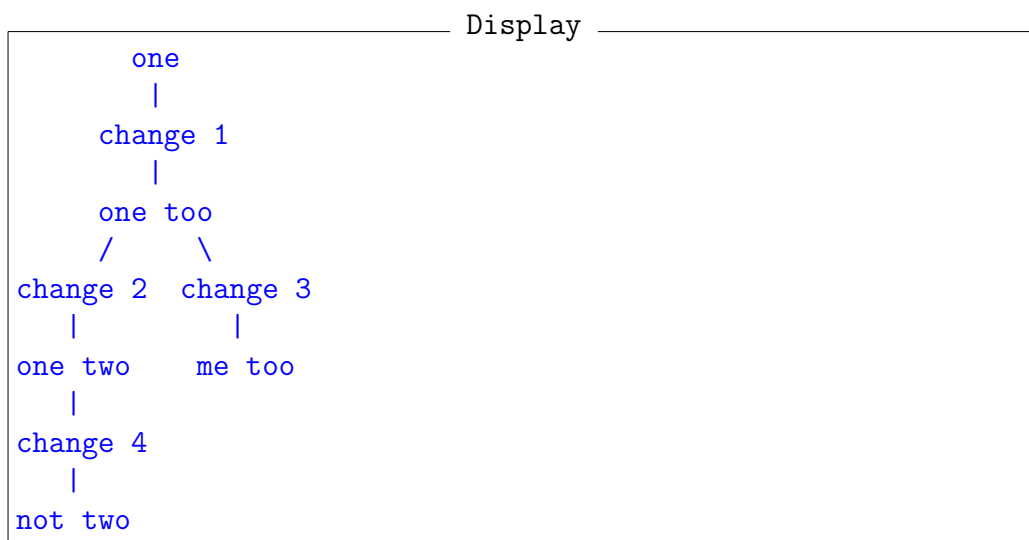 Display
one
|
change 1
|
one too
/ \
change 2 change 3
| |
one two me too
|
change 4
|
not two